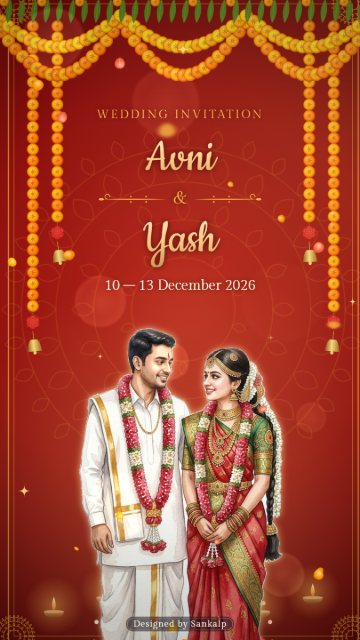 WEDDING INVITATION
Avni
&
Yash
10 — 13 December 2026
Designed by Sankalp